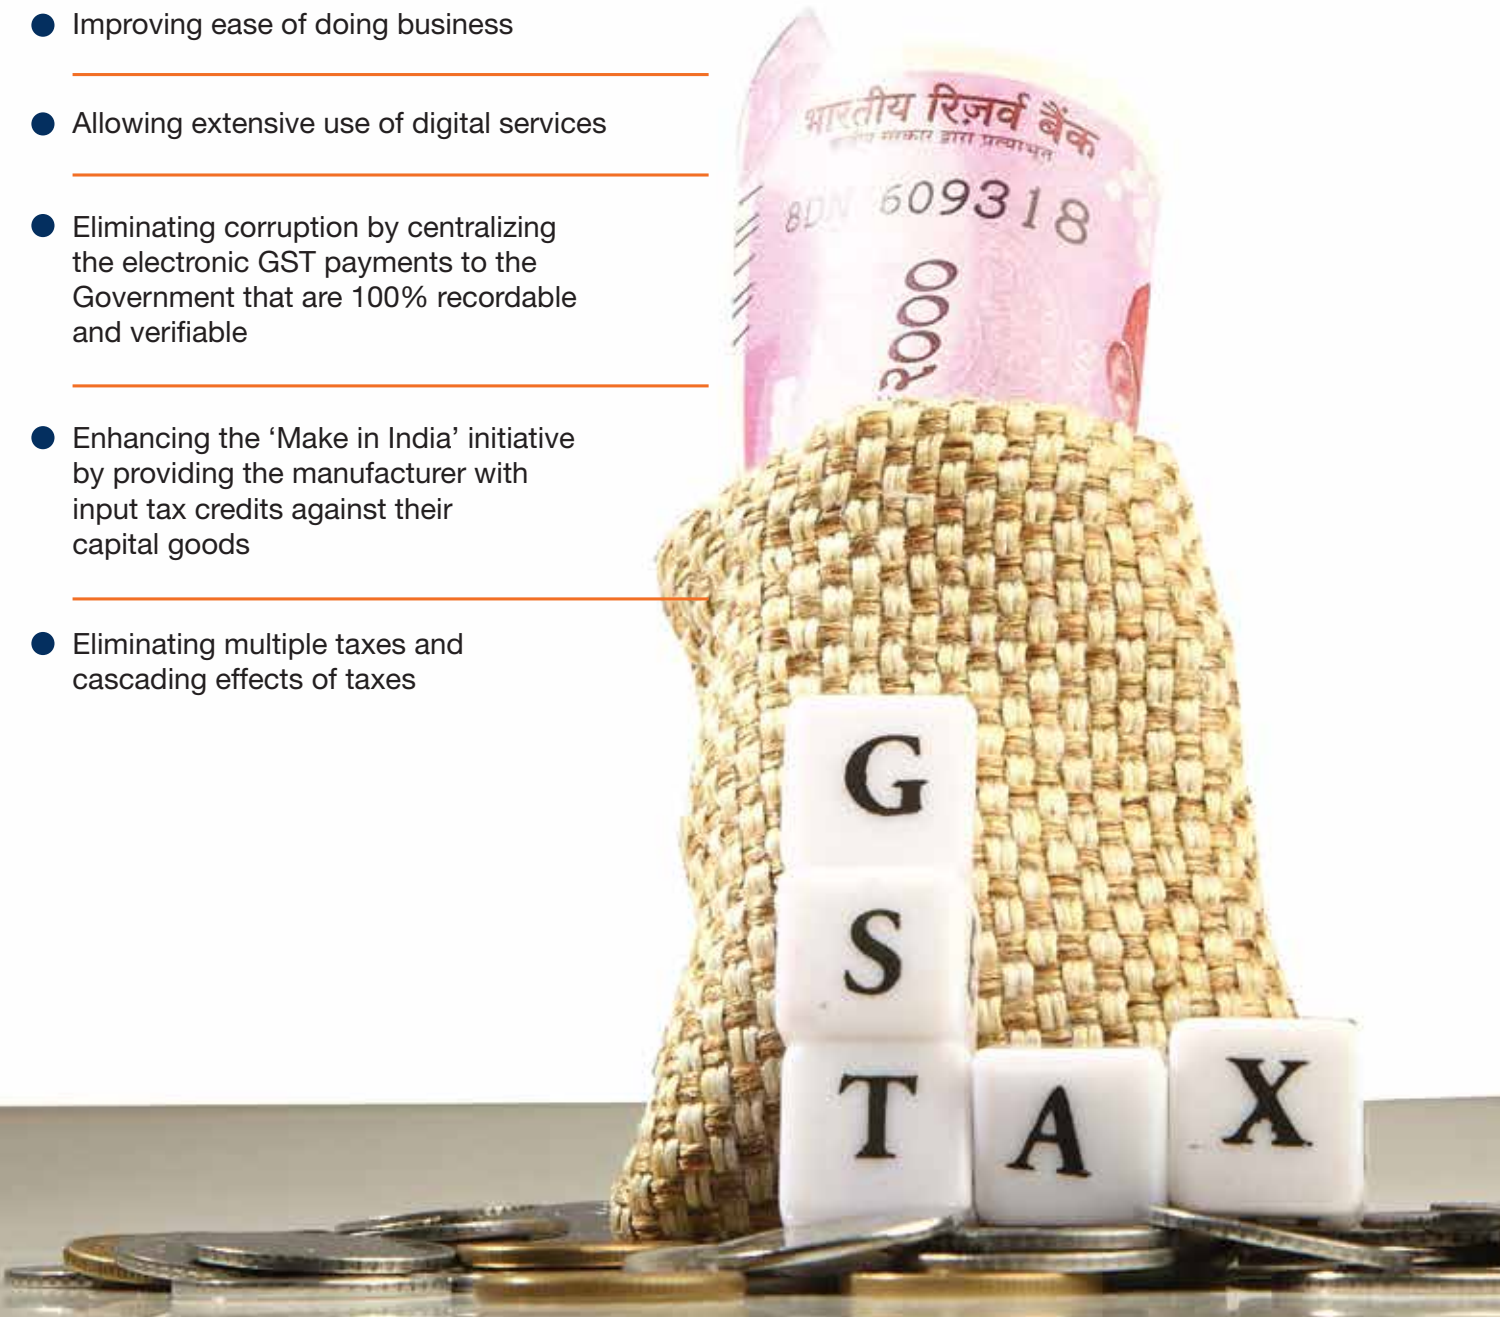 Improving ease of doing business
Allowing extensive use of digital services
Eliminating corruption by centralizing
the electronic GST payments to the
Government that are 100% recordable
and verifiable
Enhancing the ‘Make in India’ initiative
by providing the manufacturer with
input tax credits against their
capital goods
Eliminating multiple taxes and
cascading effects of taxes
भारतीय रिज़र्व बैंक
सरकार द्वारा प्रत्याभूत
8DN 609318
२०००
G
S
T A X